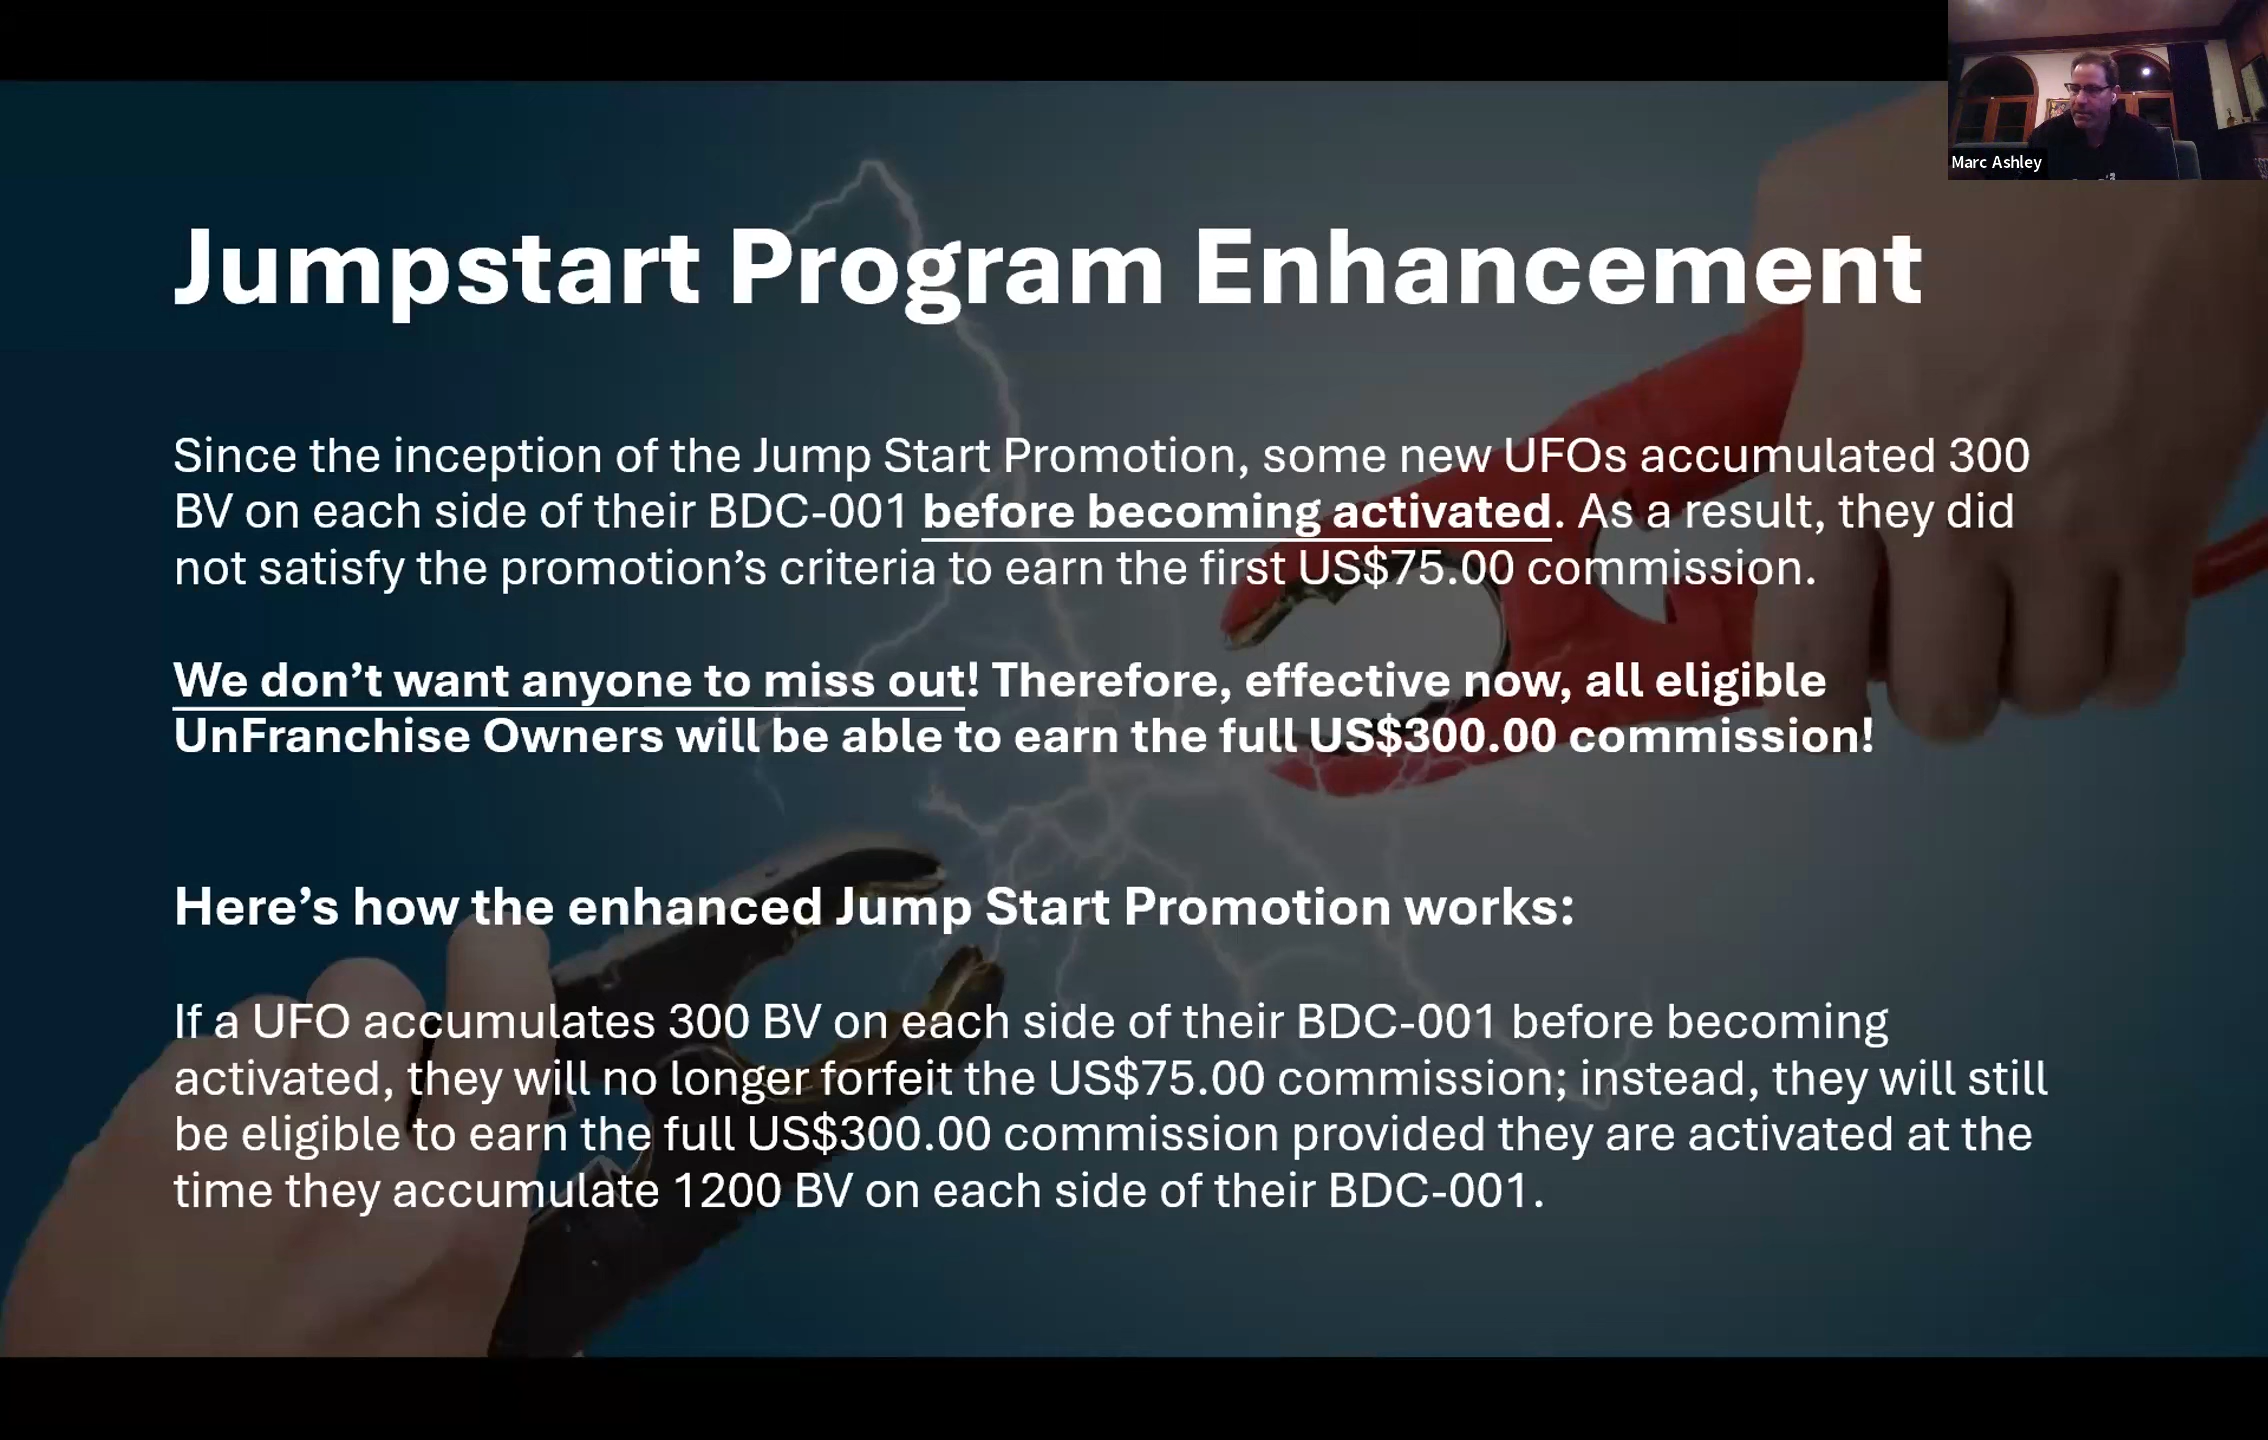 Marc Ashley
Jumpstart Program Enhancement
Since the inception of the Jump Start Promotion, some new UFOs accumulated 300
BV on each side of their BDC-001 before becoming activated. As a result, they did
not satisfy the promotion’s criteria to earn the first US$75.00 commission.
We don’t want anyone to miss out! Therefore, effective now, all eligible
UnFranchise Owners will be able to earn the full US$300.00 commission!
Here’s how the enhanced Jump Start Promotion works:
If a UFO accumulates 300 BV on each side of their BDC-001 before becoming
activated, they will no longer forfeit the US$75.00 commission; instead, they will still
be eligible to earn the full US$300.00 commission provided they are activated at the
time they accumulate 1200 BV on each side of their BDC-001.